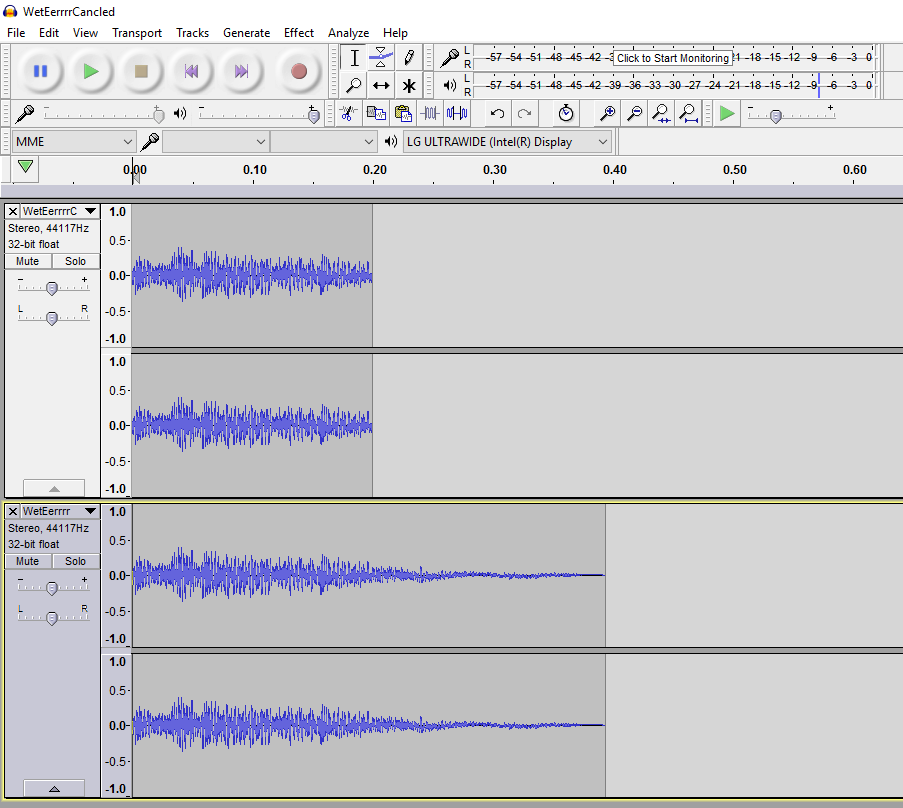 WetEerrrrCancled
File Edit View Transport Tracks Generate Effect Analyze Help
L R -57 -54 -51 -48 -45 -42 -3 Click to Start Monitoring 21 -18 -15 -12 -9 -6 -3 0
L R -57 -54 -51 -48 -45 -42 -39 -36 -33 -30 -27 -24 -21 -18 -15 -12 -9 -6 -3 0
MME LG ULTRAWIDE (Intel(R) Display
0.00 0.10 0.20 0.30 0.40 0.50 0.60
WetEerrrrC 1.0
Stereo, 44117Hz 0.5
32-bit float
Mute Solo
- + 0.0
L R -0.5
-1.0
1.0
0.5
0.0
-0.5
-1.0
WetEerrrr 1.0
Stereo, 44117Hz 0.5
32-bit float
Mute Solo
- + 0.0
L R -0.5
-1.0
1.0
0.5
0.0
-0.5
-1.0